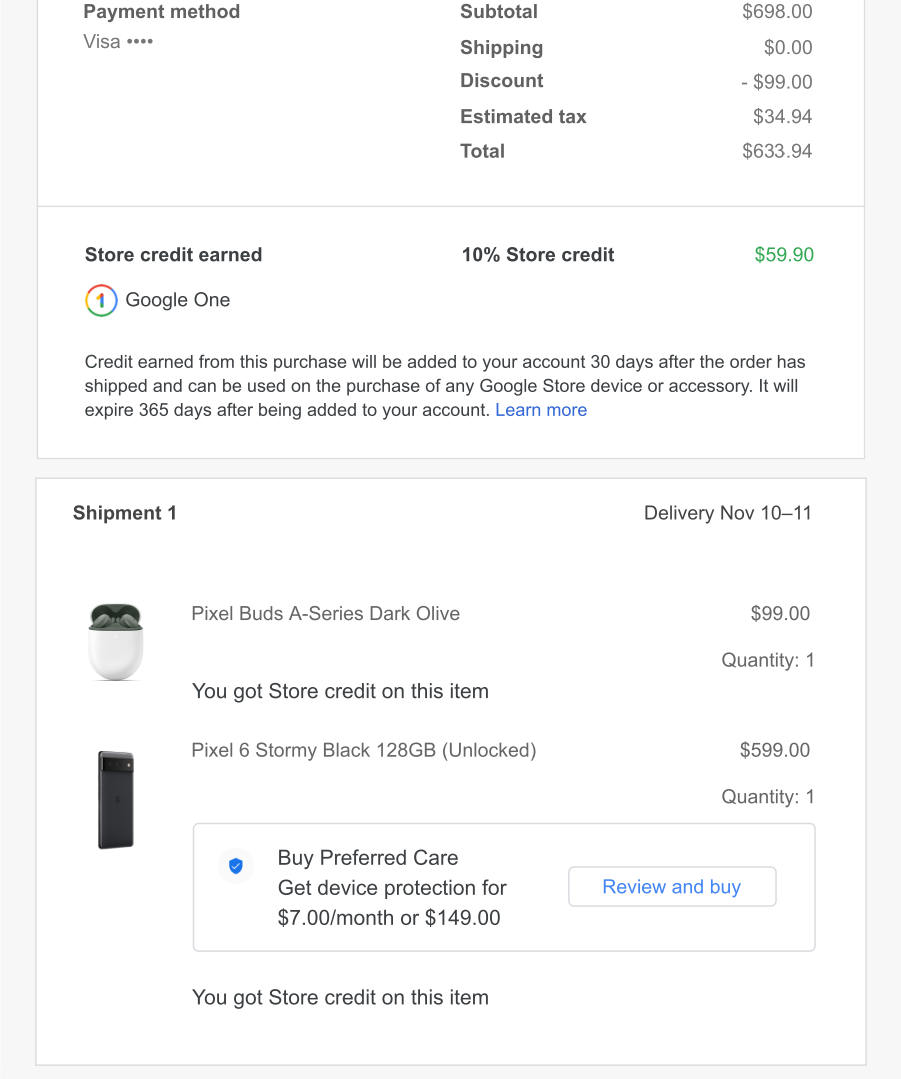 Payment method
Visa ••••
Subtotal $698.00
Shipping $0.00
Discount - $99.00
Estimated tax $34.94
Total $633.94
Store credit earned 10% Store credit $59.90
1 Google One
Credit earned from this purchase will be added to your account 30 days after the order has
shipped and can be used on the purchase of any Google Store device or accessory. It will
expire 365 days after being added to your account. Learn more
Shipment 1 Delivery Nov 10–11
Pixel Buds A-Series Dark Olive $99.00
Quantity: 1
You got Store credit on this item
Pixel 6 Stormy Black 128GB (Unlocked) $599.00
Quantity: 1
Buy Preferred Care
Get device protection for
$7.00/month or $149.00
Review and buy
You got Store credit on this item